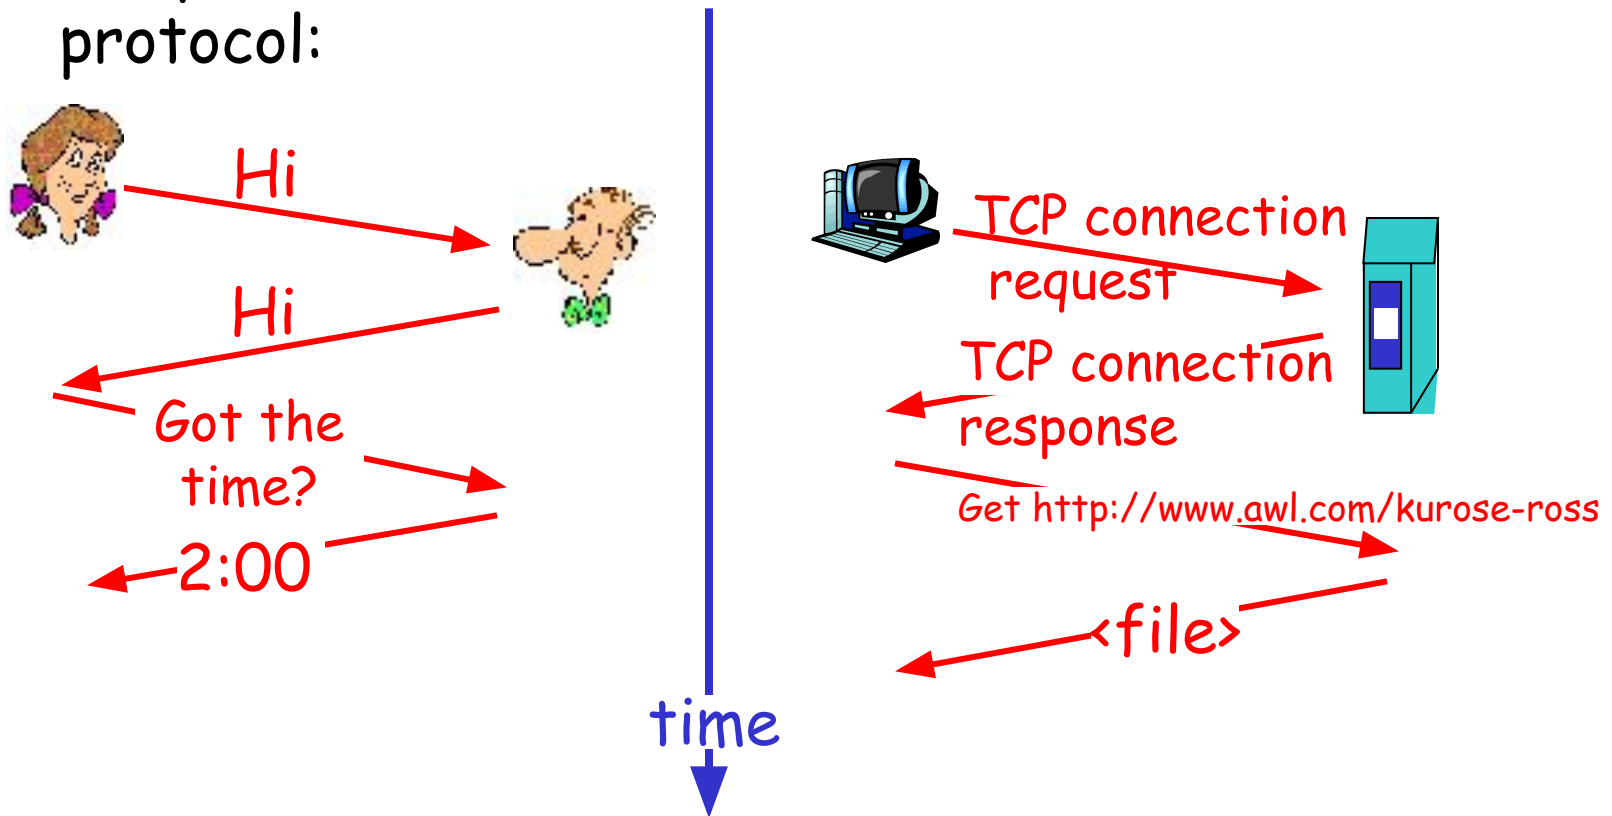 protocol:
Hi
Hi
Got the
time?
2:00
TCP connection
request
TCP connection
response
Get http://www.awl.com/kurose-ross
<file>
time